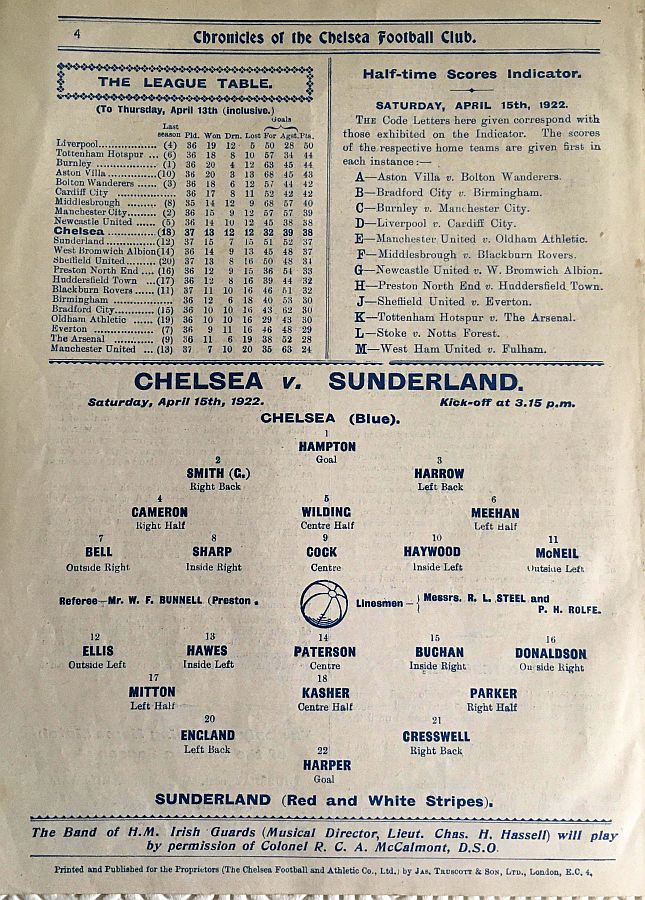 4
Chronicles of the Chelsea Football Club.
THE LEAGUE TABLE.
(To Thursday, April 13th (inclusive.)
Goals
Last season Pld. Won Drn. Lost For Agst. Pts.
Liverpool (4) 36 19 12 5 50 28 50
Tottenham Hotspur (6) 36 18 8 10 57 34 44
Burnley (1) 36 20 4 12 63 45 44
Aston Villa (10) 36 20 3 13 68 45 43
Bolton Wanderers (3) 36 18 6 12 57 44 42
Cardiff City 36 17 8 11 52 42 42
Middlesbrough (8) 35 14 12 9 68 57 40
Manchester City (2) 36 15 9 12 57 57 39
Newcastle United (5) 36 14 10 12 45 38 38
Chelsea (18) 37 13 12 12 32 39 38
Sunderland (12) 37 15 7 15 51 52 37
West Bromwich Albion (14) 36 14 9 13 45 48 37
Sheffield United (20) 37 13 8 16 50 48 34
Preston North End (16) 36 12 9 15 36 54 33
Huddersfield Town (17) 36 12 8 16 39 44 32
Blackburn Rovers (11) 37 11 10 16 46 51 32
Birmingham 36 12 6 18 40 53 30
Bradford City (15) 36 10 10 16 43 62 30
Oldham Athletic (19) 36 10 10 16 29 43 30
Everton (7) 36 9 11 16 46 48 29
The Arsenal (9) 36 11 6 19 38 52 28
Manchester United (13) 37 7 10 20 35 63 24
Half-time Scores Indicator.
SATURDAY, APRIL 15th, 1922.
THE Code Letters here given correspond with
those exhibited on the Indicator. The scores
of the respective home teams are given first in
each instance:—
A—Aston Villa v. Bolton Wanderers.
B—Bradford City v. Birmingham.
C—Burnley v. Manchester City.
D—Liverpool v. Cardiff City.
E—Manchester United v. Oldham Athletic.
F—Middlesbrough v. Blackburn Rovers.
G—Newcastle United v. W. Bromwich Albion.
H—Preston North End v. Huddersfield Town.
J—Sheffield United v. Everton.
K—Tottenham Hotspur v. The Arsenal.
L—Stoke v. Notts Forest.
M—West Ham United v. Fulham.
CHELSEA v. SUNDERLAND.
Saturday, April 15th, 1922. Kick-off at 3.15 p.m.
CHELSEA (Blue).
1
HAMPTON
Goal
2 3
SMITH (G.) HARROW
Right Back Left Back
4 5 6
CAMERON WILDING MEEHAN
Right Half Centre Half Left Half
7 8 9 10 11
BELL SHARP COCK HAYWOOD McNEIL
Outside Right Inside Right Centre Inside Left Outside Left
Referee—Mr. W. F. BUNNELL (Preston. Linesmen— Messrs. R. L. STEEL and
P. H. ROLFE.
12 13 14 15 16
ELLIS HAWES PATERSON BUCHAN DONALDSON
Outside Left Inside Left Centre Inside Right Outside Right
17 18
MITTON KASHER PARKER
Left Half Centre Half Right Half
20 21
ENGLAND CRESSWELL
Left Back Right Back
22
HARPER
Goal
SUNDERLAND (Red and White Stripes).
The Band of H.M. Irish Guards (Musical Director, Lieut. Chas. H. Hassell) will play
by permission of Colonel R. C. A. McCalmont, D.S.O.
Printed and Published for the Proprietors (The Chelsea Football and Athletic Co., Ltd.) by JAS. TRUSCOTT & SON, LTD., London, E.C. 4,